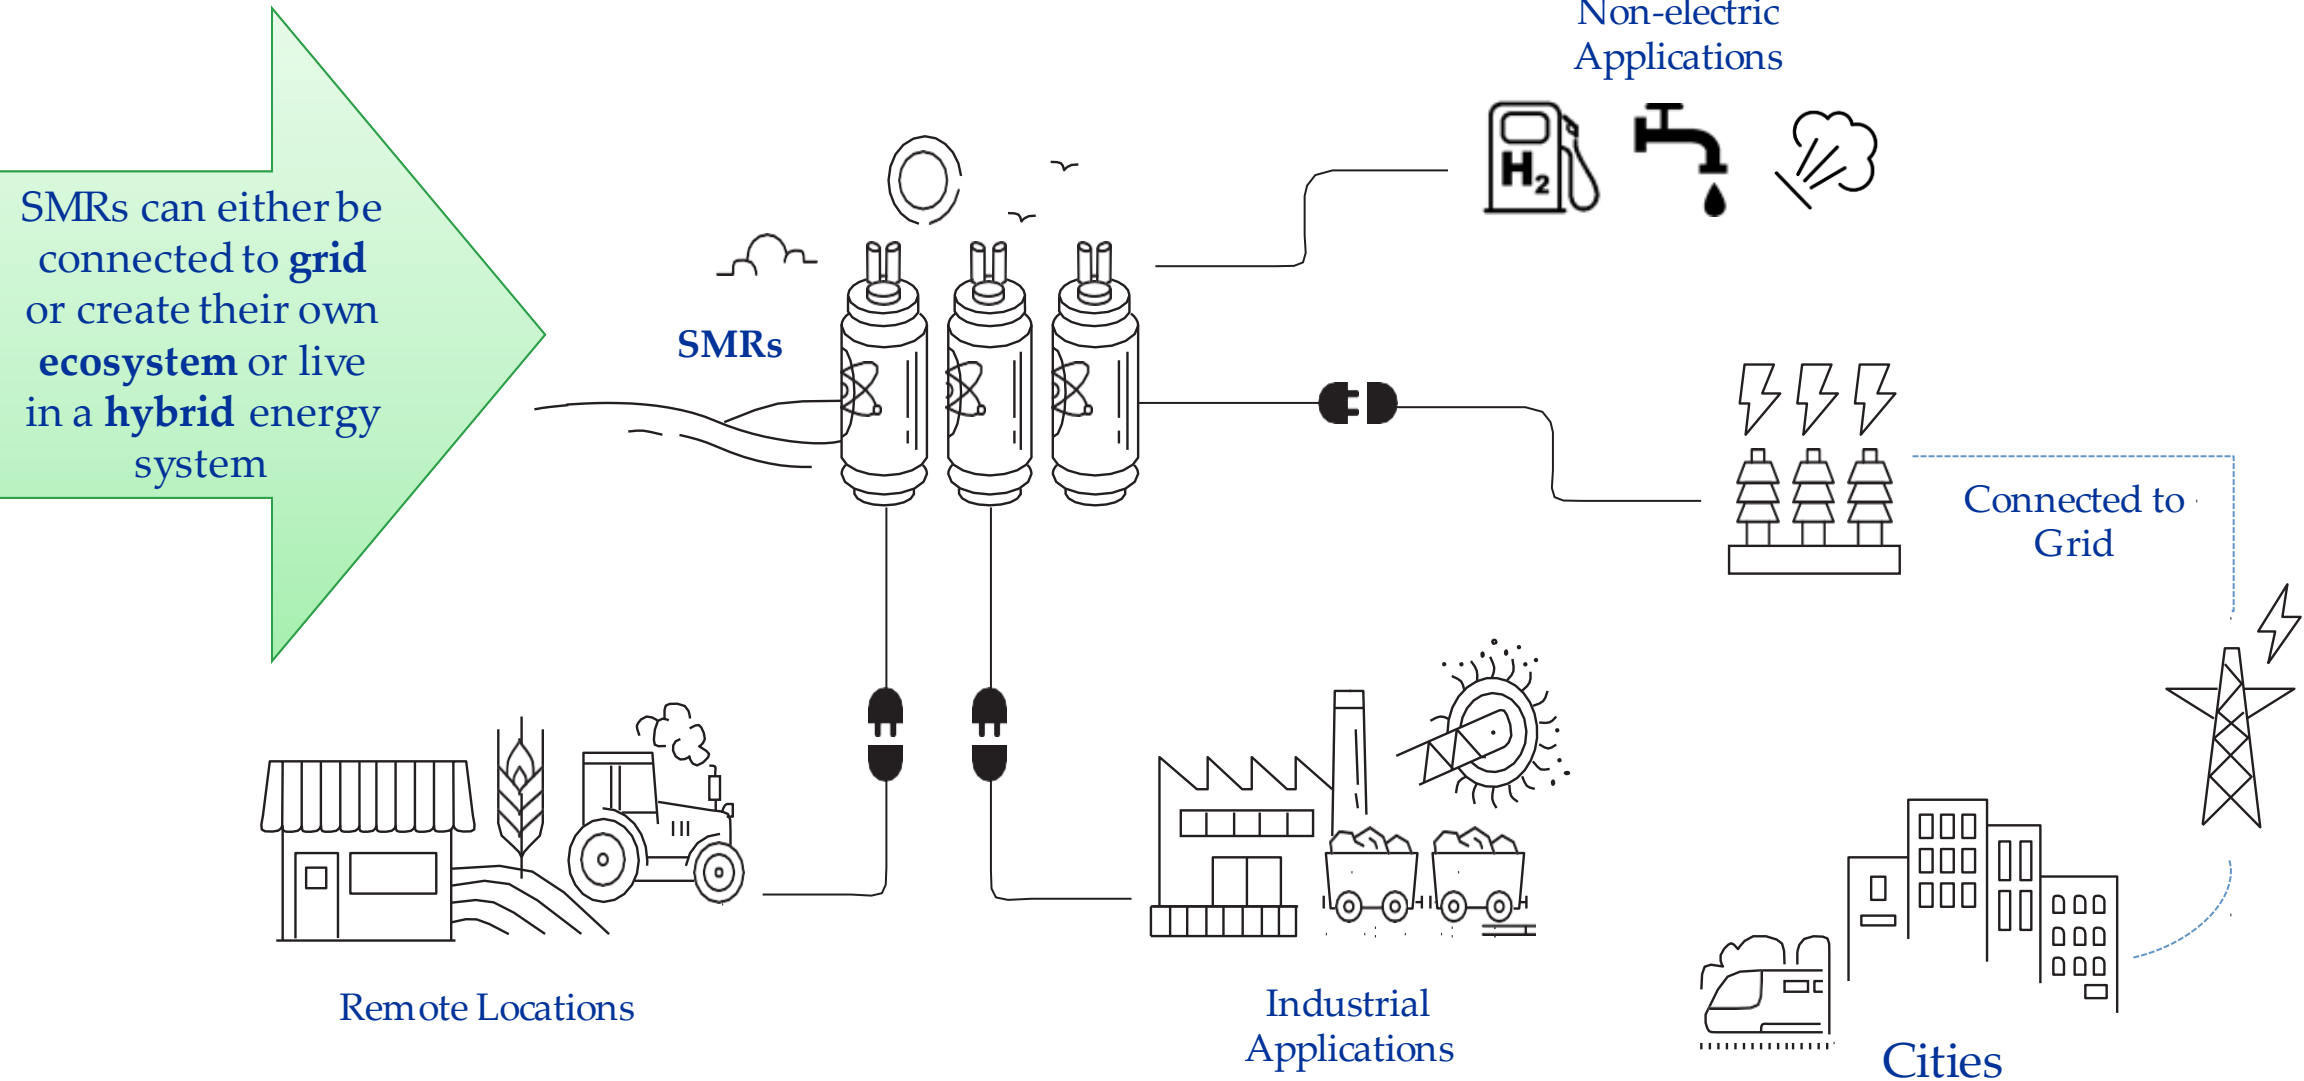 Non-electric
Applications
H2
SMRs can either be
connected to grid
or create their own
ecosystem or live
in a hybrid energy
system
SMRs
Connected to
Grid
Remote Locations
Industrial
Applications
Cities